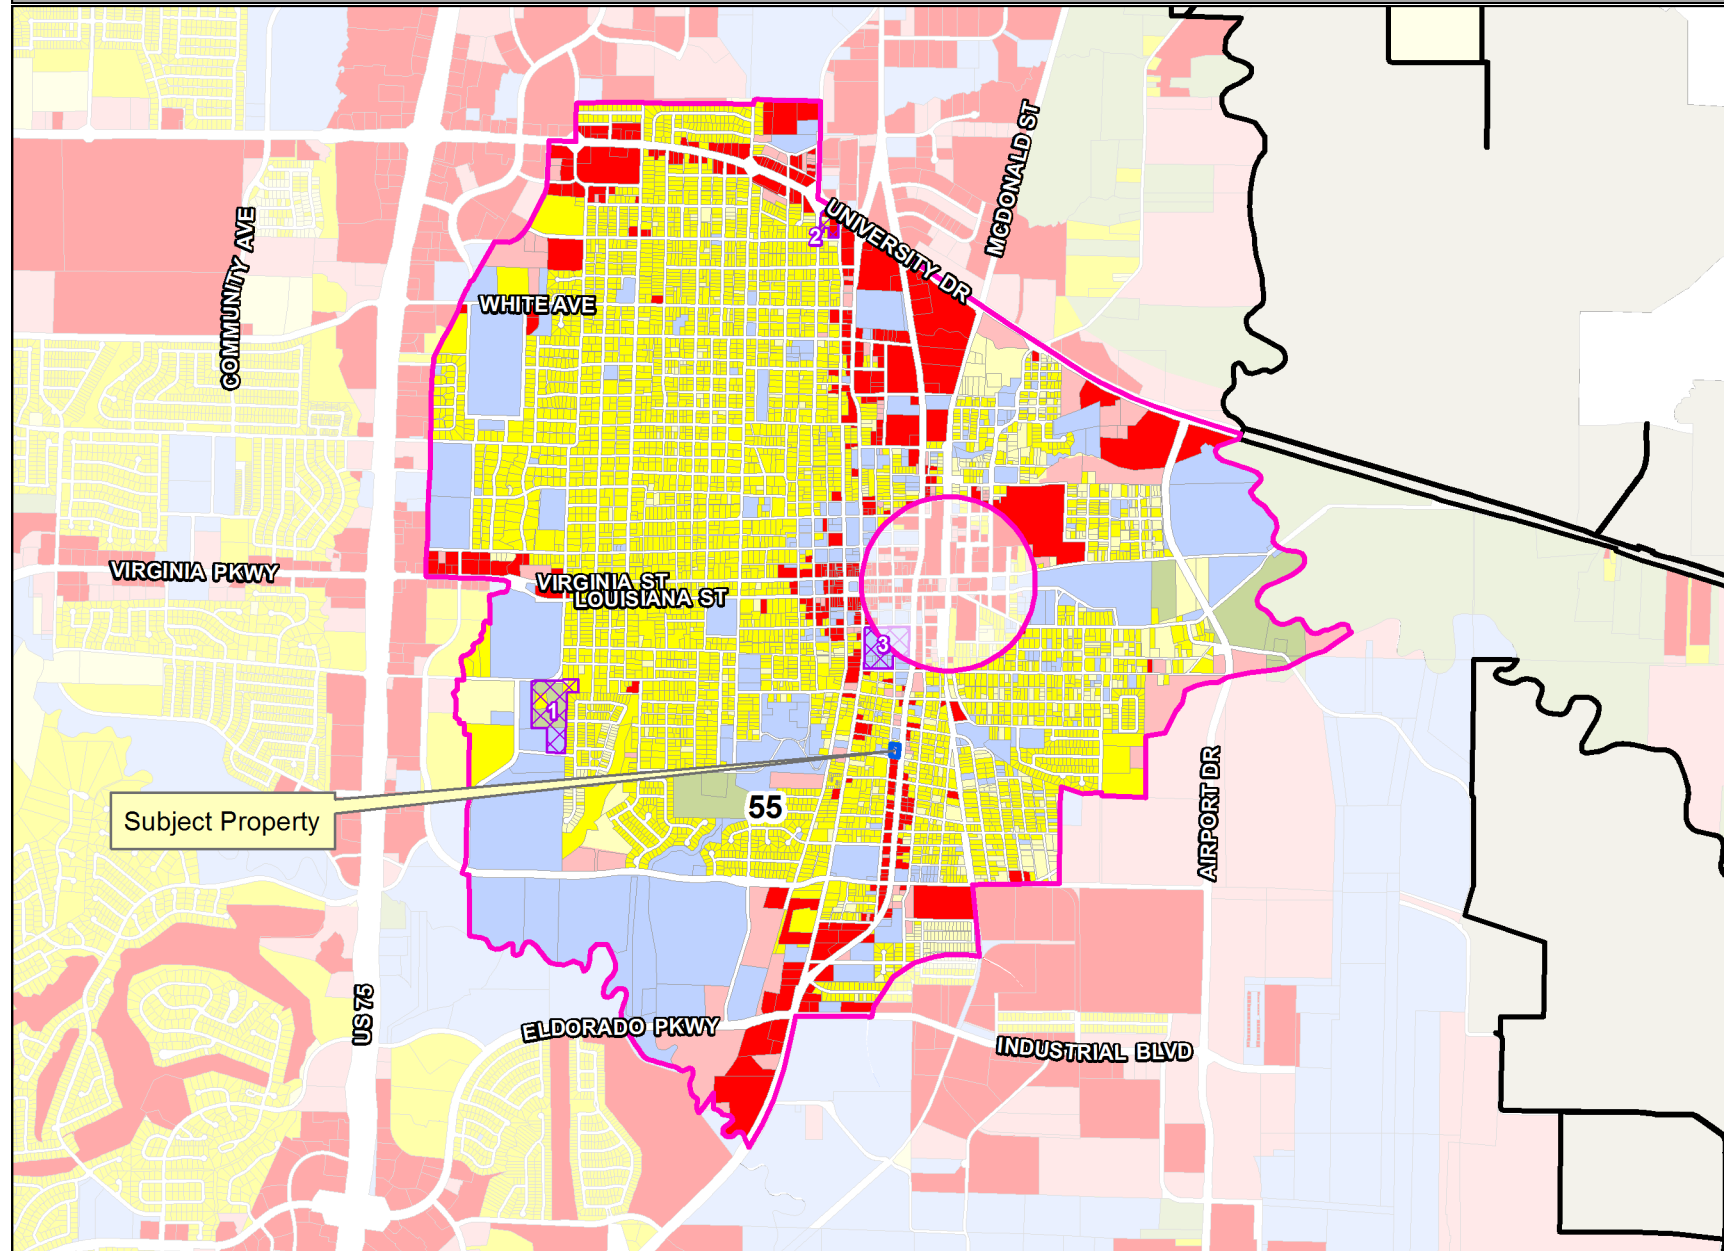 MCDONALD ST
UNIVERSITY DR
2
COMMUNITY AVE
WHITE AVE
VIRGINIA PKWY
VIRGINIA ST
LOUISIANA ST
3
1
55
Subject Property
AIRPORT DR
US 75
ELDORADO PKWY
INDUSTRIAL BLVD